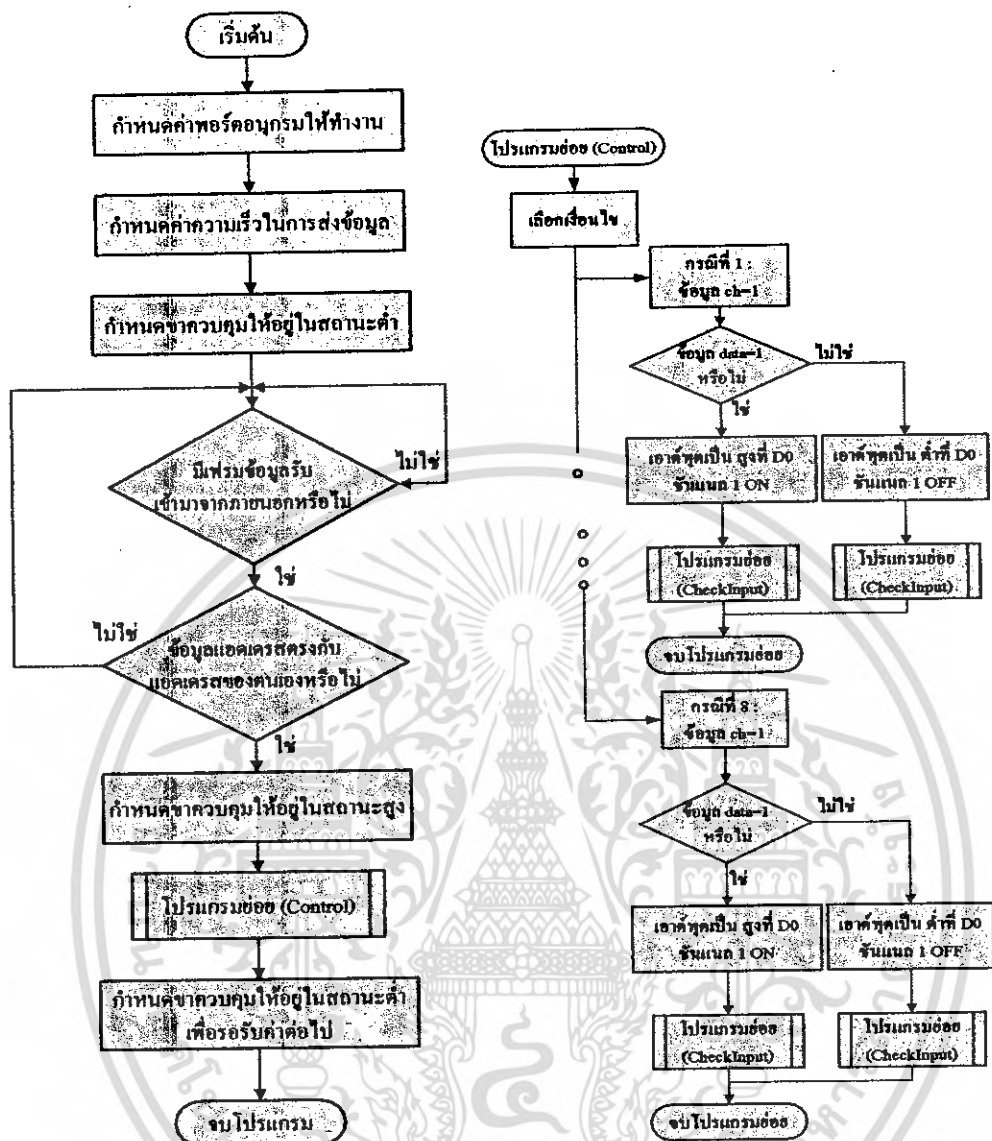 เริ่มต้น
กำหนดค่าพอร์ตอนุกรมให้ทำงาน
กำหนดค่าความเร็วในการส่งข้อมูล
กำหนดขาควบคุมให้อยู่ในสถานะต่ำ
มีเฟรมข้อมูลรับ
เข้ามาจากภายนอกหรือไม่
ไม่ใช่
ใช่
ข้อมูลแอดเดรสตรงกับ
แอดเดรสของตนเองหรือไม่
ไม่ใช่
ใช่
กำหนดขาควบคุมให้อยู่ในสถานะสูง
โปรแกรมย่อย (Control)
กำหนดขาควบคุมให้อยู่ในสถานะต่ำ
เพื่อรอรับค่าต่อไป
จบโปรแกรม
โปรแกรมย่อย (Control)
เลือกเงื่อนไข
กรณีที่ 1 :
ข้อมูล ch=1
ข้อมูล data=1
หรือไม่
ไม่ใช่
ใช่
เอาต์พุตเป็น สูงที่ D0
ชันแนล 1 ON
เอาต์พุตเป็น ต่ำที่ D0
ชันแนล 1 OFF
โปรแกรมย่อย
(CheckInput)
โปรแกรมย่อย
(CheckInput)
จบโปรแกรมย่อย
กรณีที่ 8 :
ข้อมูล ch=1
ข้อมูล data=1
หรือไม่
ไม่ใช่
ใช่
เอาต์พุตเป็น สูงที่ D0
ชันแนล 1 ON
เอาต์พุตเป็น ต่ำที่ D0
ชันแนล 1 OFF
โปรแกรมย่อย
(CheckInput)
โปรแกรมย่อย
(CheckInput)
จบโปรแกรมย่อย